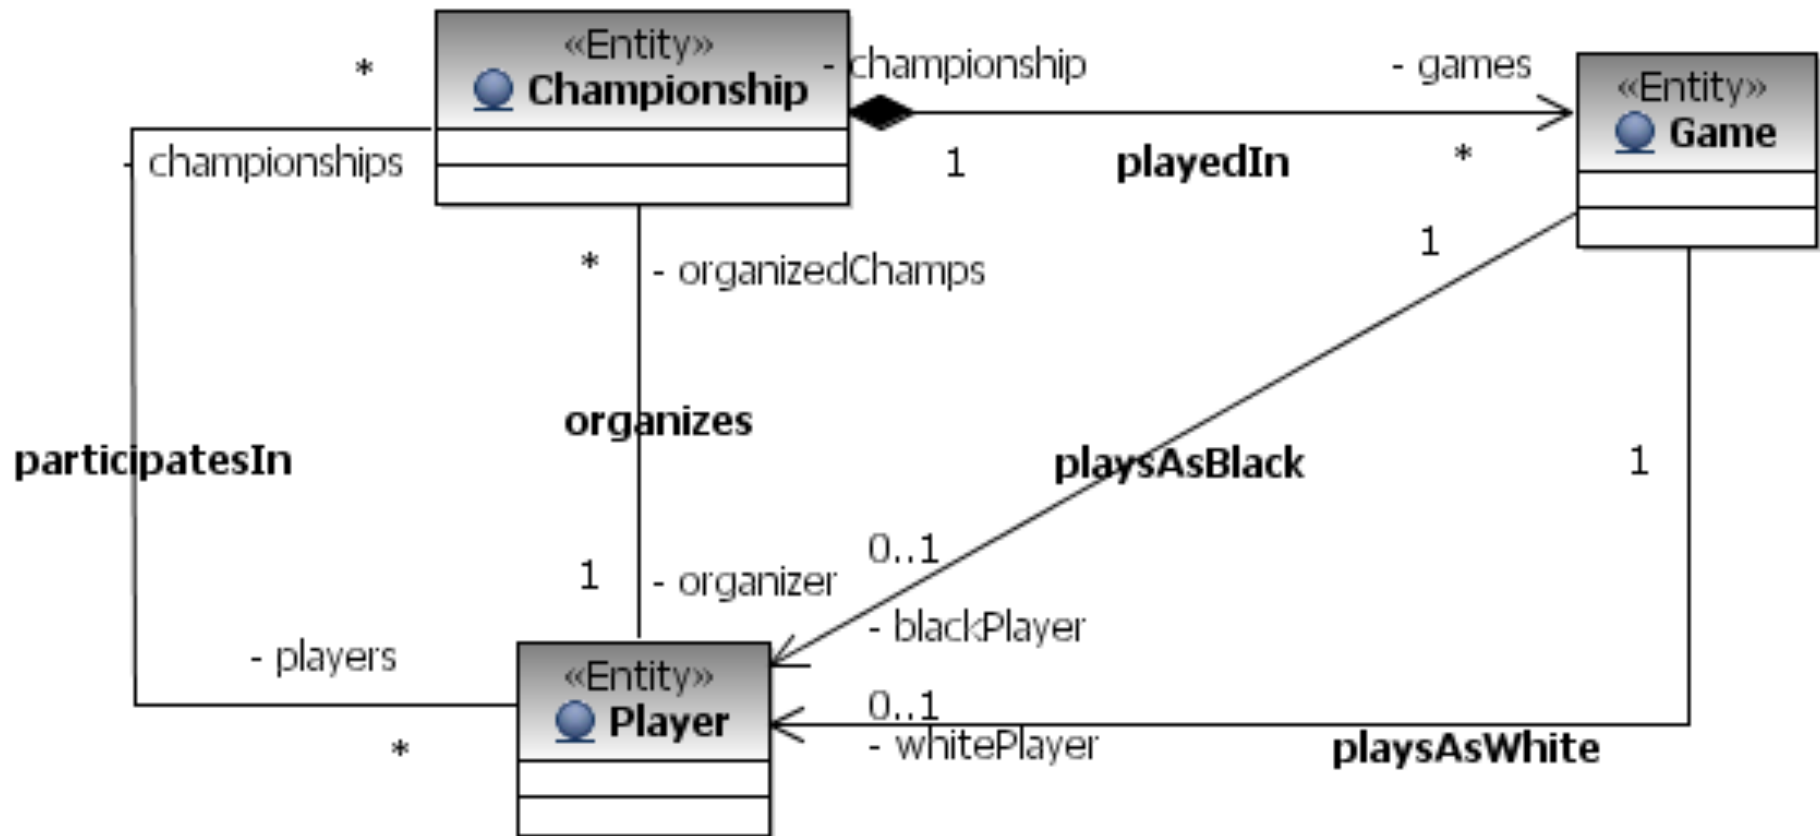 «Entity»
Championship
- championship
- games
«Entity»
Game
*
- championships
1
playedIn
*
*
- organizedChamps
1
organizes
participatesIn
playsAsBlack
1
0..1
1
- organizer
- blackPlayer
- players
«Entity»
Player
0..1
- whitePlayer
*
playsAsWhite